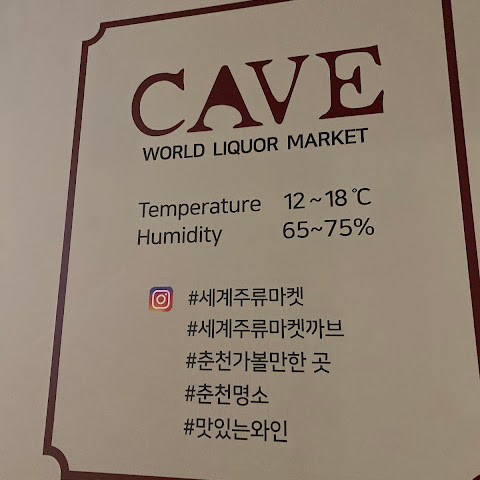 CAVE
WORLD LIQUOR MARKET
Temperature 12~18℃
Humidity 65~75%
#세계주류마켓
#세계주류마켓까브
#춘천가볼만한 곳
#춘천명소
#맛있는와인